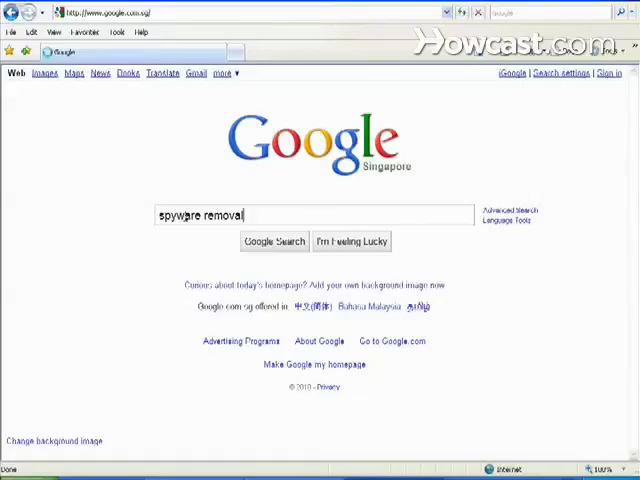 http://www.google.com.sg/
Google
File Edit View Favorites Tools Help
Google
Howcast.com
Web Images Maps News Books Translate Gmail more ▼
iGoogle | Search settings | Sign in
Google
Singapore
spyware removal
Advanced Search
Language Tools
Google Search
I'm Feeling Lucky
Curious about today's homepage? Add your own background image now
Google.com.sg offered in: 中文(简体) Bahasa Malaysia தமிழ்
Advertising Programs About Google Go to Google.com
Make Google my homepage
© 2010 - Privacy
Change background image
Done
Internet
100%